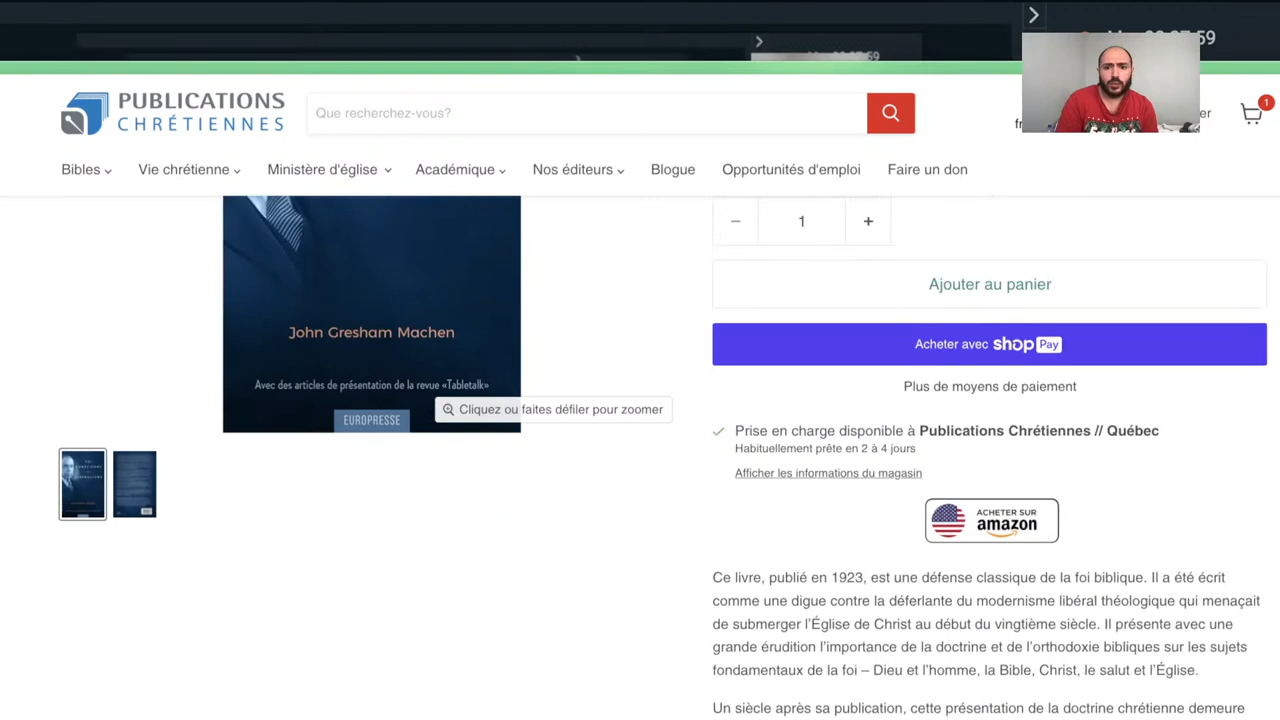 PUBLICATIONS
CHRÉTIENNES
Que recherchez-vous?
1
Bibles
Vie chrétienne
Ministère d'église
Académique
Nos éditeurs
Blogue
Opportunités d'emploi
Faire un don
John Gresham Machen
Avec des articles de présentation de la revue «Tabletalk»
EUROPRESSE
Cliquez ou faites défiler pour zoomer
− 1 +
Ajouter au panier
Acheter avec shop Pay
Plus de moyens de paiement
Prise en charge disponible à Publications Chrétiennes // Québec
Habituellement prête en 2 à 4 jours
Afficher les informations du magasin
ACHETER SUR
amazon
Ce livre, publié en 1923, est une défense classique de la foi biblique. Il a été écrit
comme une digue contre la déferlante du modernisme libéral théologique qui menaçait
de submerger l'Église de Christ au début du vingtième siècle. Il présente avec une
grande érudition l'importance de la doctrine et de l'orthodoxie bibliques sur les sujets
fondamentaux de la foi – Dieu et l'homme, la Bible, Christ, le salut et l'Église.
Un siècle après sa publication, cette présentation de la doctrine chrétienne demeure